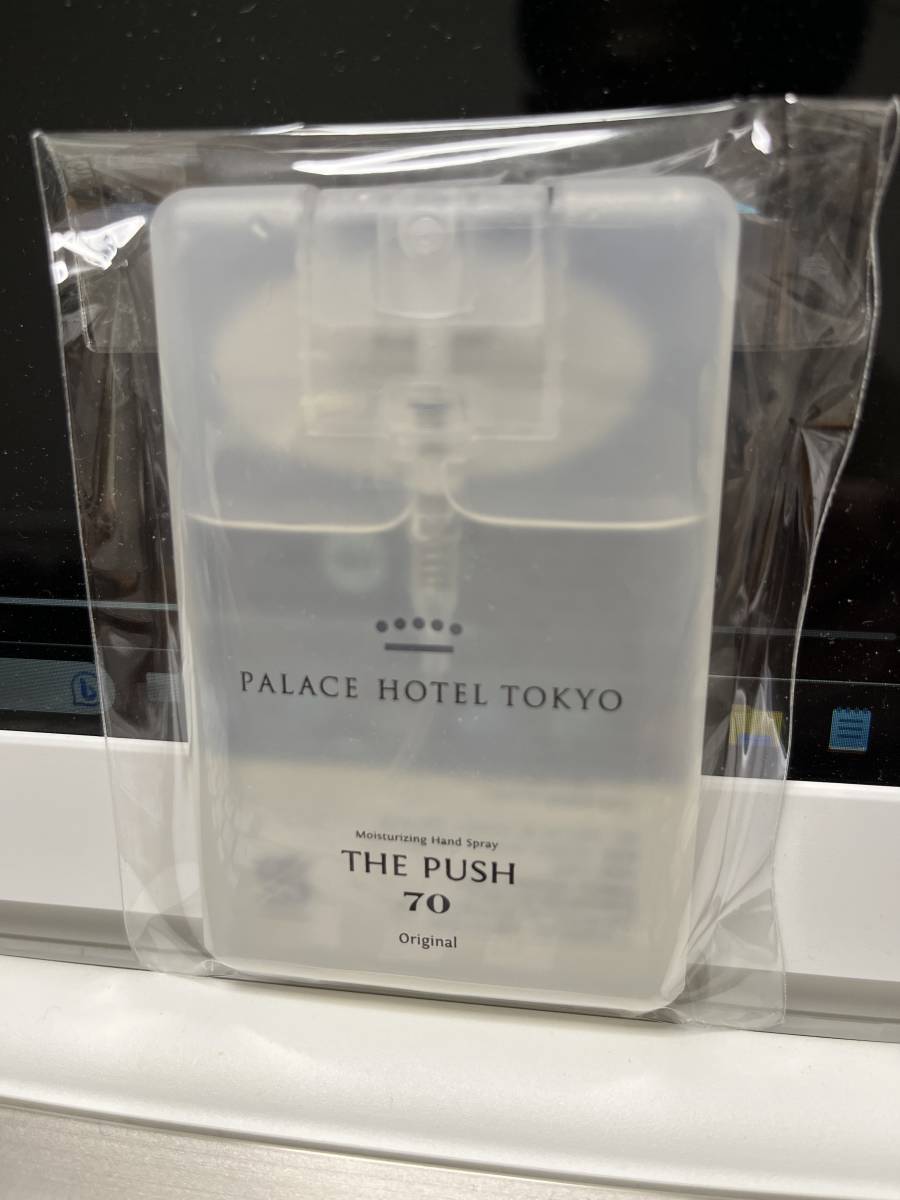 PALACE HOTEL TOKYO
Moisturizing Hand Spray
THE PUSH
70
Original